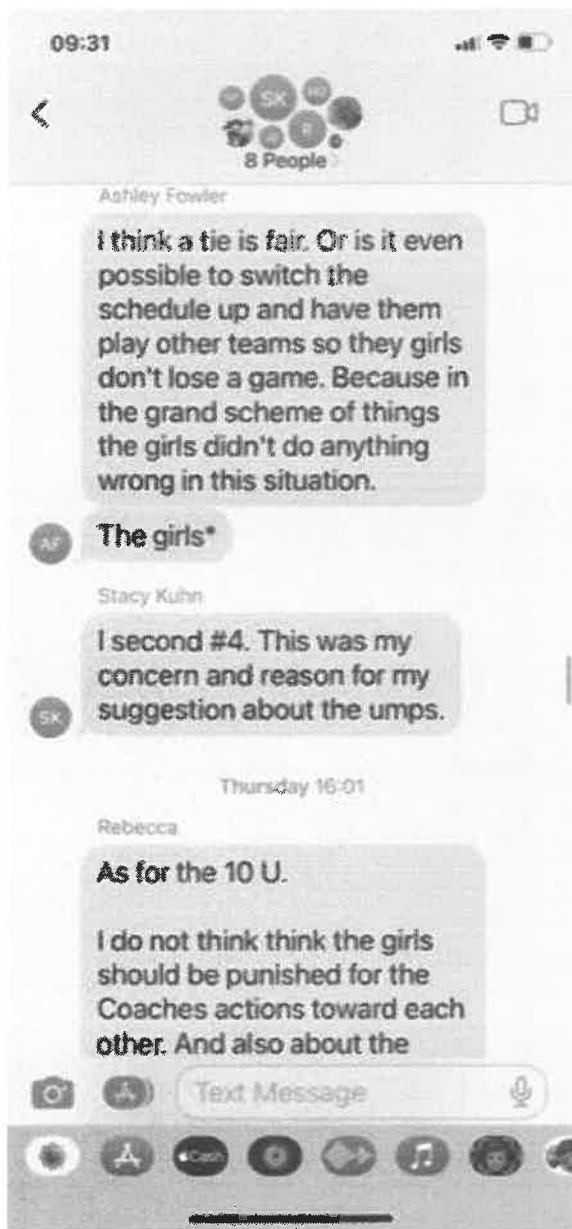 09:31
SK
8 People
Ashley Fowler
I think a tie is fair. Or is it even
possible to switch the
schedule up and have them
play other teams so they girls
don't lose a game. Because in
the grand scheme of things
the girls didn't do anything
wrong in this situation.
The girls*
AF
Stacy Kuhn
I second #4. This was my
concern and reason for my
suggestion about the umps.
SK
Thursday 16:01
Rebecca
As for the 10 U.
I do not think think the girls
should be punished for the
Coaches actions toward each
other. And also about the
Text Message
Cash